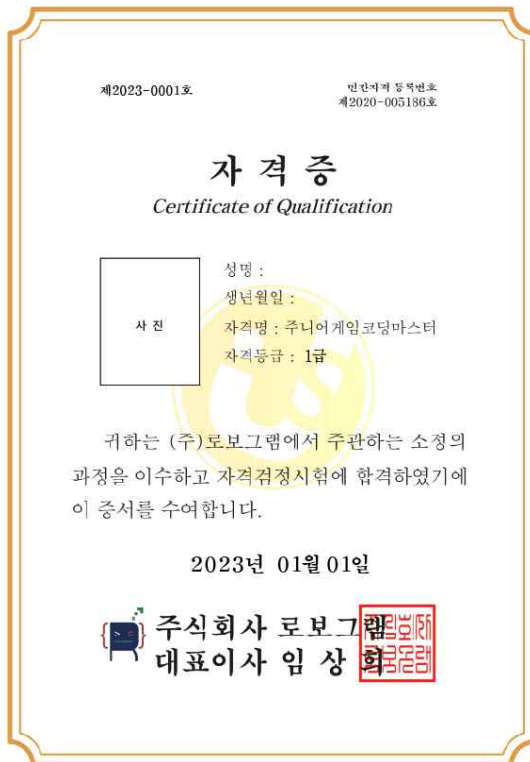 제2023-0001호
민간자격 등록번호
제2020-005186호
자격증
Certificate of Qualification
사 진
성명 :
생년월일 :
자격명 : 주니어게임코딩마스터
자격등급 : 1급
귀하는 (주)로보그램에서 주관하는 소정의
과정을 이수하고 자격검정시험에 합격하였기에
이 증서를 수여합니다.
2023년 01월 01일
주식회사 로보그램
대표이사 임 상 희